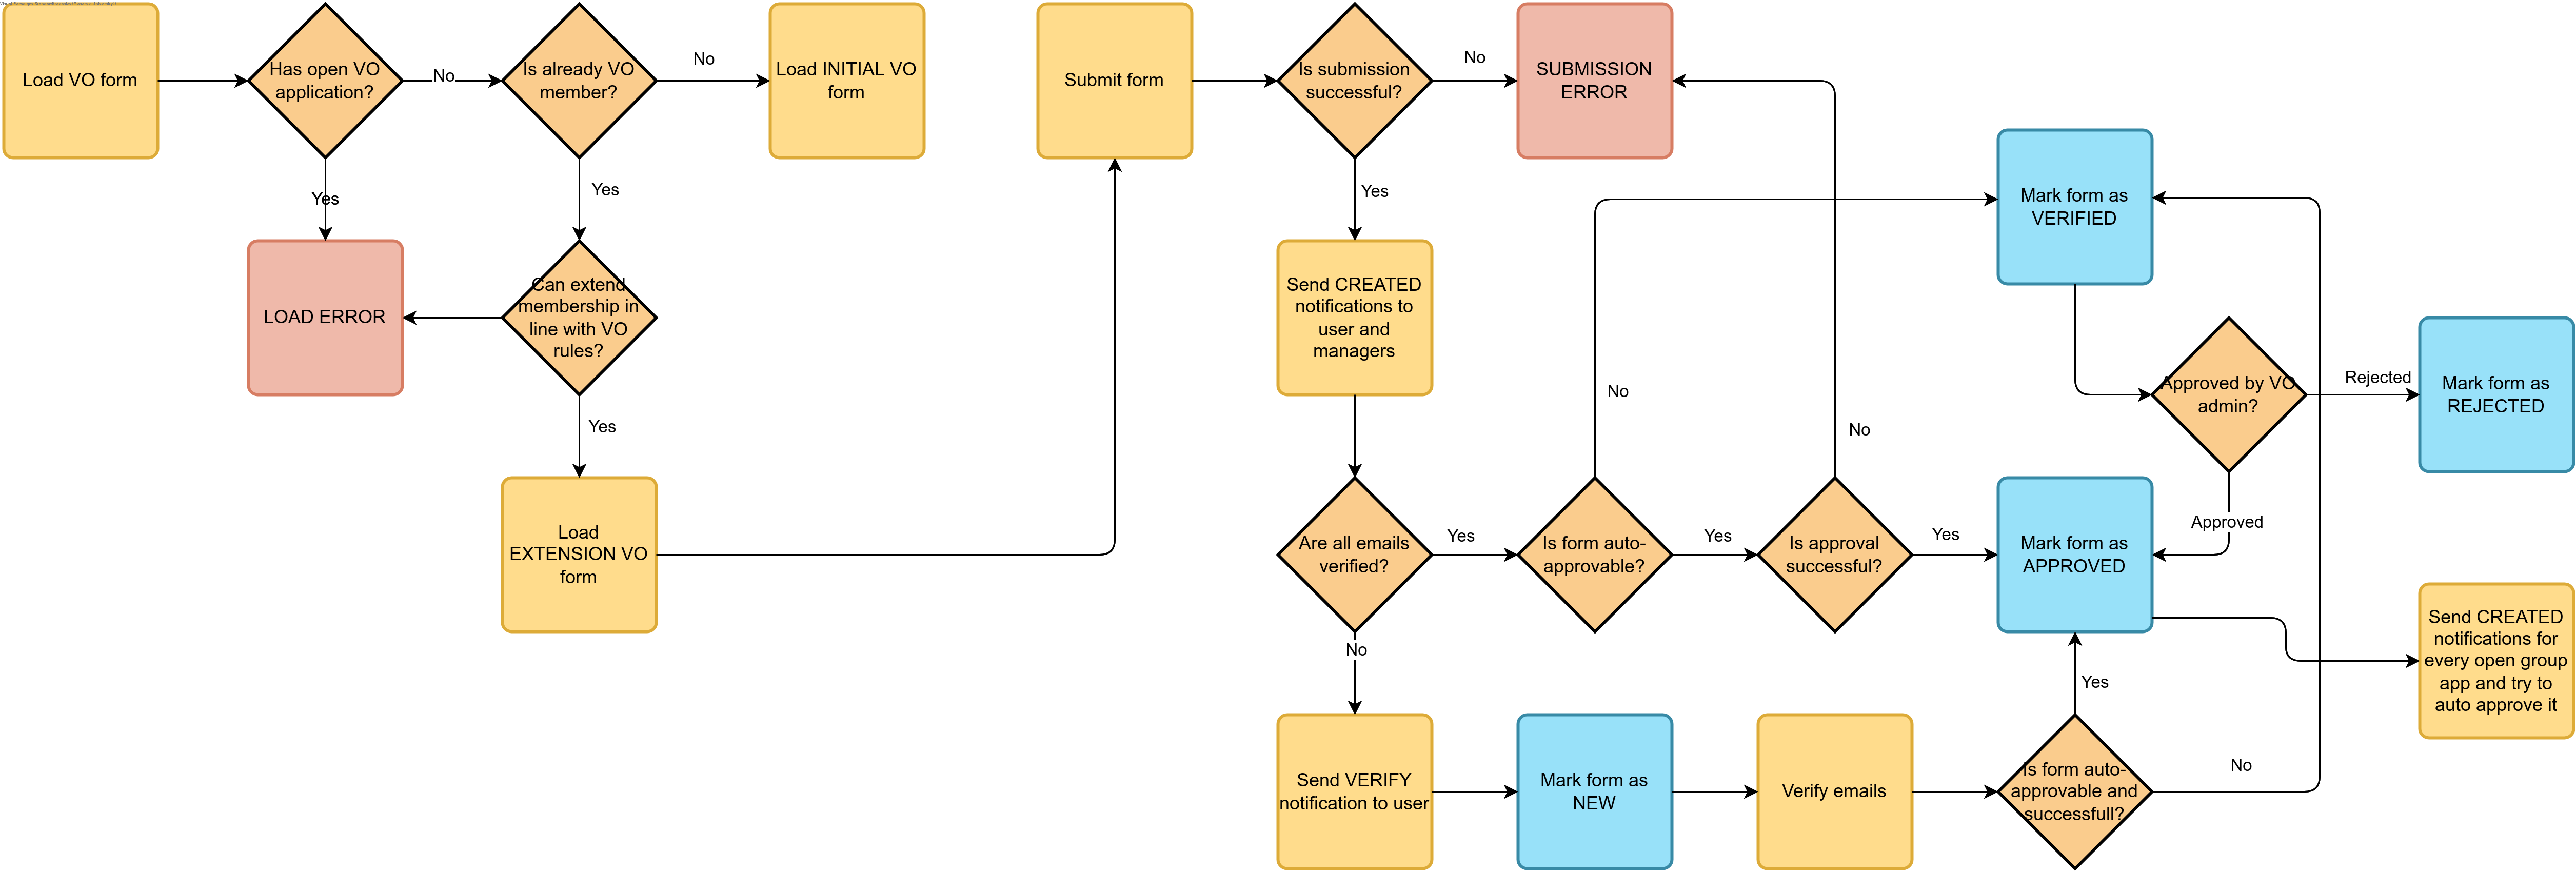 Load VO form
Has open VO
application?
No
Is already VO
member?
No
Load INITIAL VO
form
Yes
Yes
LOAD ERROR
Can extend
membership in
line with VO
rules?
Yes
Load
EXTENSION VO
form
Submit form
Is submission
successful?
No
SUBMISSION
ERROR
Yes
Send CREATED
notifications to
user and
managers
Are all emails
verified?
Yes
Is form auto-
approvable?
No
Yes
Is approval
successful?
No
Yes
Mark form as
VERIFIED
Approved by VO
admin?
Rejected
Mark form as
REJECTED
Approved
Mark form as
APPROVED
Send CREATED
notifications for
every open group
app and try to
auto approve it
No
Send VERIFY
notification to user
Mark form as
NEW
Verify emails
Is form auto-
approvable and
successfull?
Yes
No